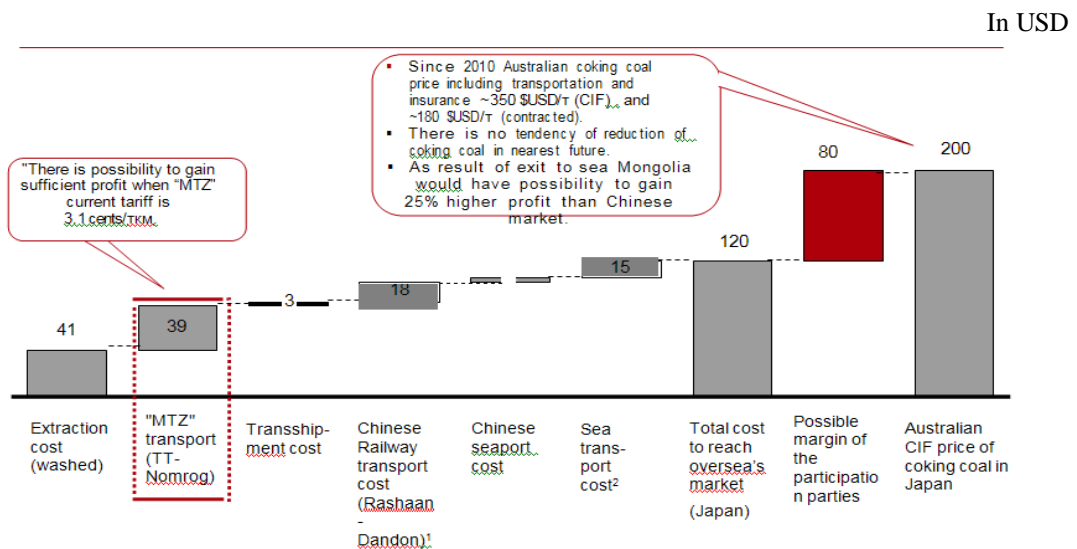 In USD
▪ Since 2010 Australian coking coal
price including transportation and
insurance ~350 $USD/т (CIF) and
~180 $USD/т (contracted).
▪ There is no tendency of reduction of
coking coal in nearest future.
▪ As result of exit to sea Mongolia
would have possibility to gain
25% higher profit than Chinese
market.
"There is possibility to gain
sufficient profit when "MTZ"
current tariff is
3.1 cents/ткм.
41
39
3
18
15
120
80
200
Extraction
cost
(washed)
"MTZ"
transport
(TT-
Nomrog)
Transship-
ment cost
Chinese
Railway
transport
cost
(Rashaan
-
Dandon)¹
Chinese
seaport
cost
Sea
trans-
port
cost²
Total cost
to reach
oversea's
market
(Japan)
Possible
margin of
the
participatio
n parties
Australian
CIF price of
coking coal in
Japan